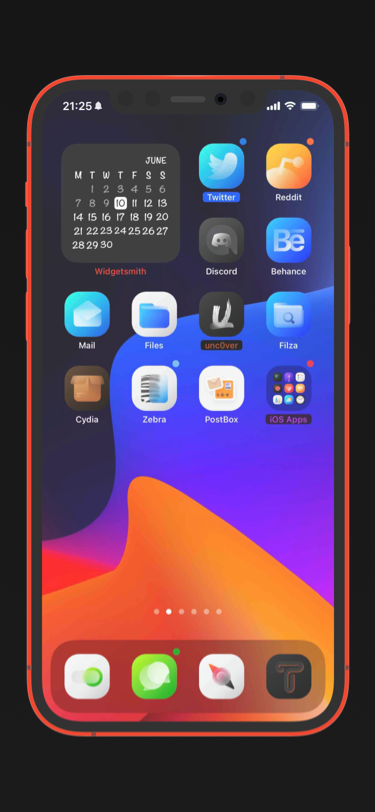 21:25
JUNE
M T W T F S S
1 2 3 4 5 6
7 8 9 10 11 12 13
14 15 16 17 18 19 20
21 22 23 24 25 26 27
28 29 30
Widgetsmith
Twitter
Reddit
Discord
Bē
Behance
Mail
Files
unc0ver
Filza
Cydia
Zebra
PostBox
iOS Apps